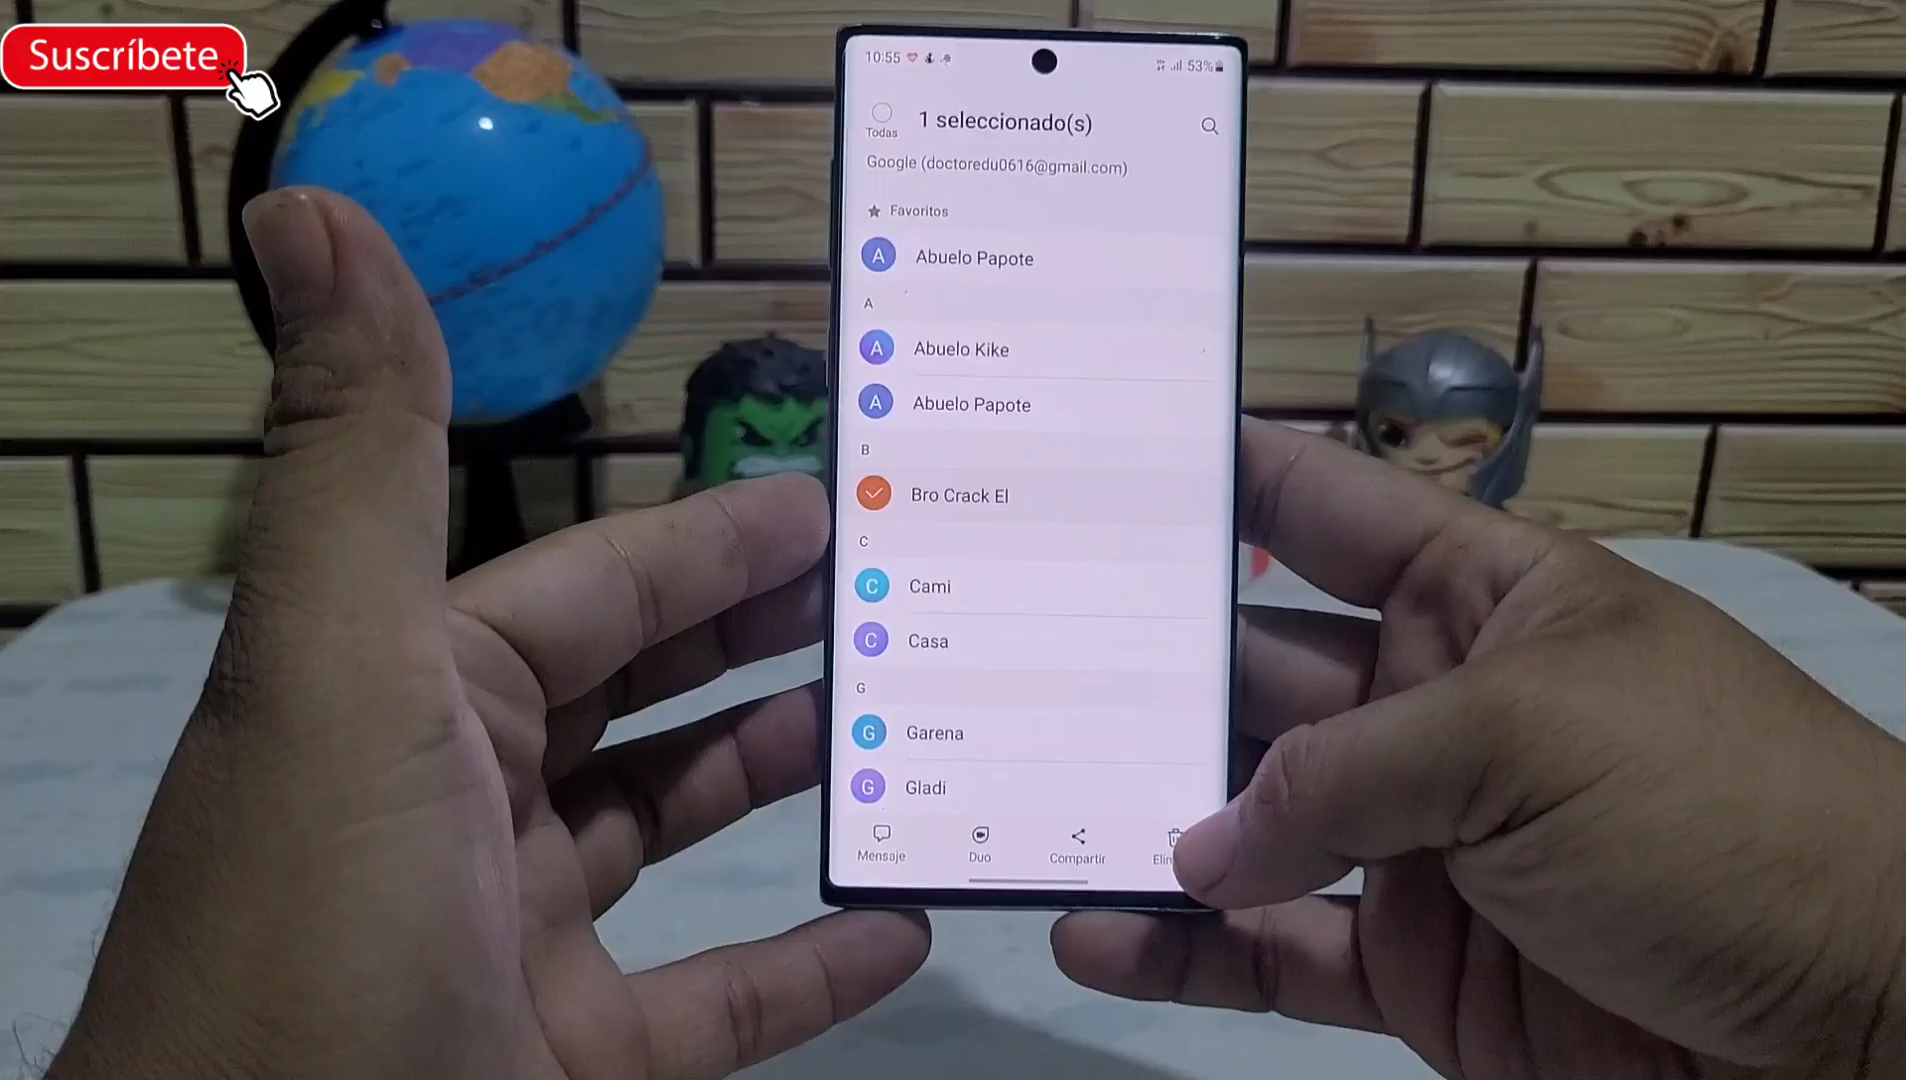 Suscríbete
10:55
53%
Todas
1 seleccionado(s)
Google (doctoredu0616@gmail.com)
Favoritos
A
Abuelo Papote
A
A
Abuelo Kike
A
Abuelo Papote
B
Bro Crack El
C
C
Cami
C
Casa
G
G
Garena
G
Gladi
Mensaje
Duo
Compartir